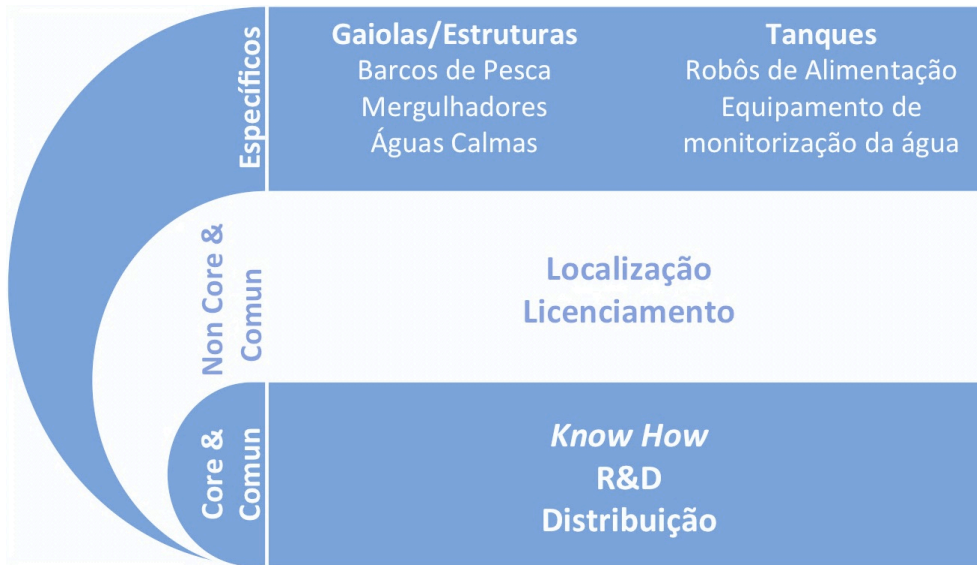 Específicos
Gaiolas/Estruturas
Barcos de Pesca
Mergulhadores
Águas Calmas
Tanques
Robôs de Alimentação
Equipamento de
monitorização da água
Non Core &
Comun
Localização
Licenciamento
Core &
Comun
Know How
R&D
Distribuição